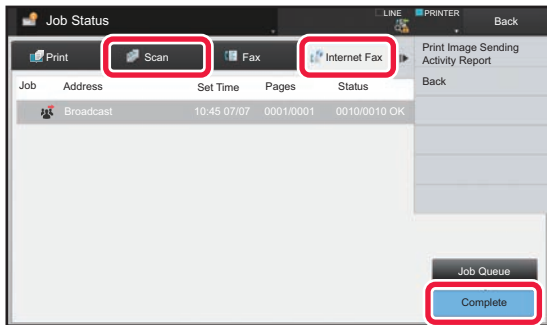 Job Status
LINE
PRINTER
Back
Print
Scan
Fax
Internet Fax
Print Image Sending
Activity Report
Back
Job Address Set Time Pages Status
Broadcast 10:45 07/07 0001/0001 0010/0010 OK
Job Queue
Complete